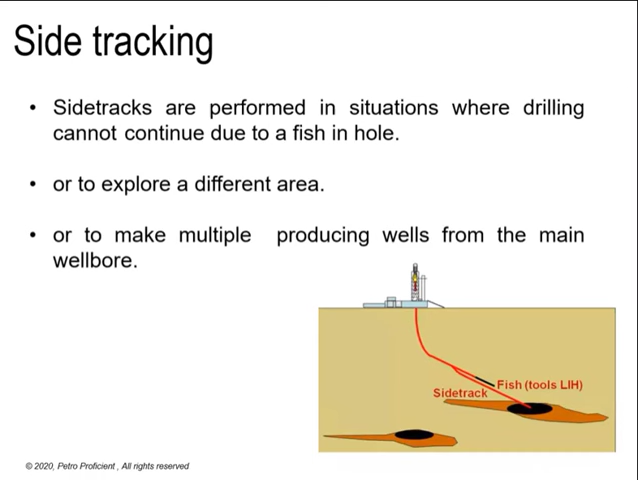 Side tracking
• Sidetracks are performed in situations where drilling
cannot continue due to a fish in hole.
• or to explore a different area.
• or to make multiple producing wells from the main
wellbore.
Fish (tools LIH)
Sidetrack
© 2020, Petro Proficient , All rights reserved